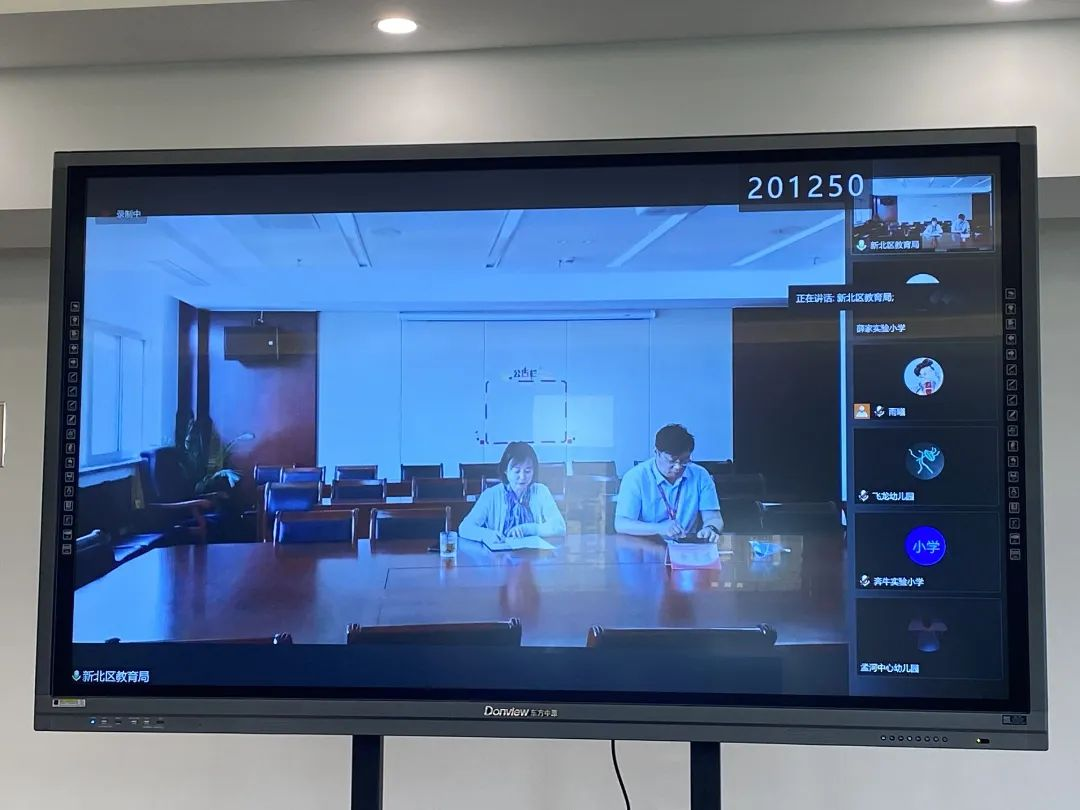 201250
录制中
新北区教育局
正在讲话: 新北区教育局;
薛家实验小学
公告栏
雨曦
飞龙幼儿园
小学
奔牛实验小学
孟河中心幼儿园
新北区教育局
Donview 东方中原